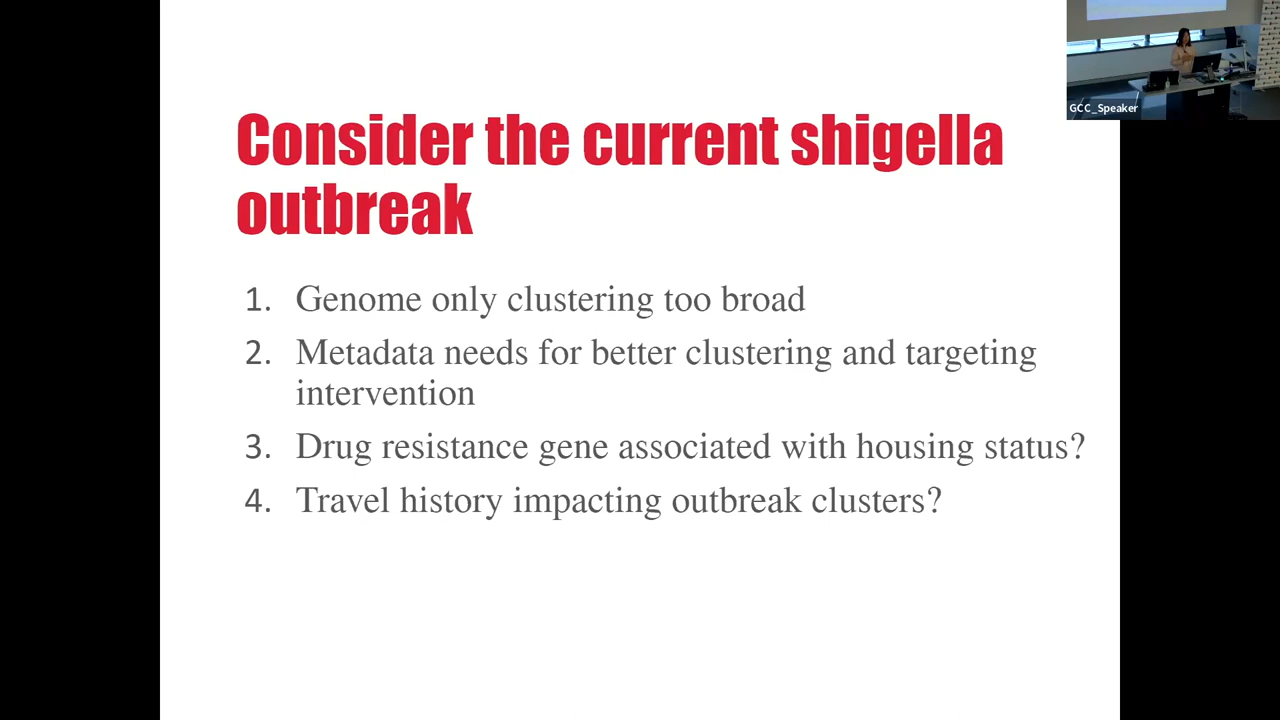 GCC_Speaker
Consider the current shigella
outbreak
1. Genome only clustering too broad
2. Metadata needs for better clustering and targeting
intervention
3. Drug resistance gene associated with housing status?
4. Travel history impacting outbreak clusters?